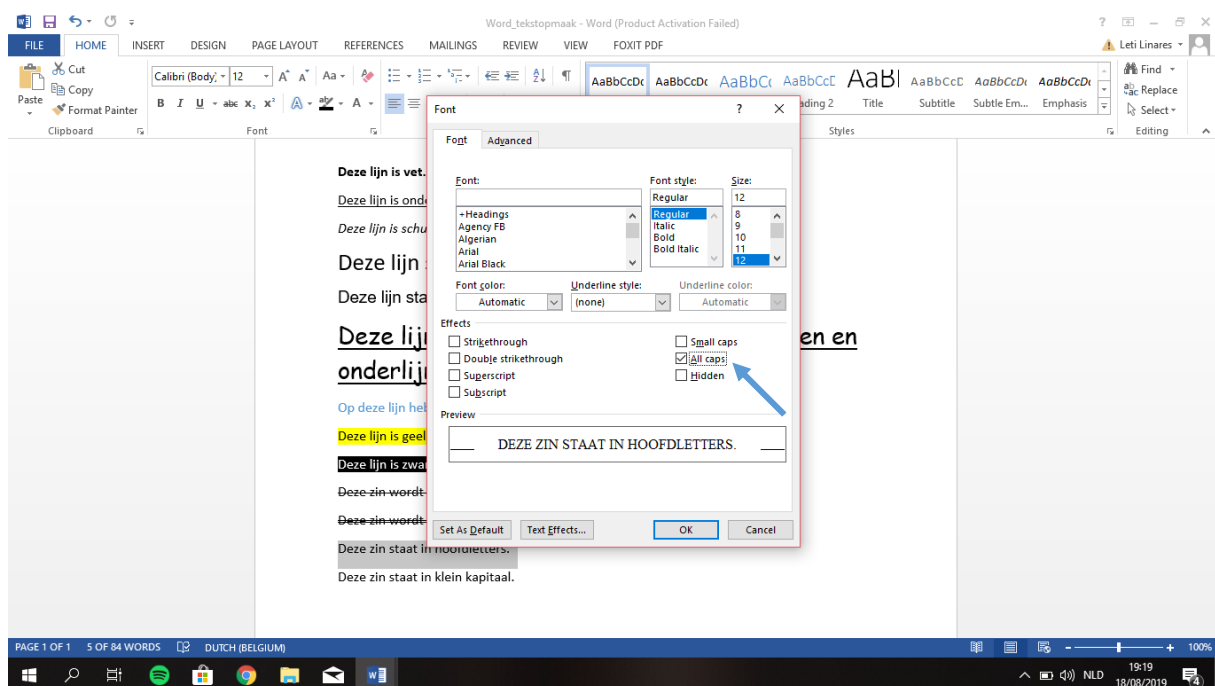 Word_tekstopmaak - Word (Product Activation Failed)
FILE HOME INSERT DESIGN PAGE LAYOUT REFERENCES MAILINGS REVIEW VIEW FOXIT PDF Leti Linares
Cut
Copy
Format Painter
Paste
Calibri (Body) 12
AaBbCcDc AaBbCcDc AaBbC( AaBbCcE AaBl AaBbCcD AaBbCcDc AaBbCcDc
ading 2 Title Subtitle Subtle Em... Emphasis
Find
Replace
Select
Clipboard Font Styles Editing
Font
Font Advanced
Font: Font style: Size:
Regular 12
+Headings
Agency FB
Algerian
Arial
Arial Black
Regular
Italic
Bold
Bold Italic
8
9
10
11
12
Font color: Underline style: Underline color:
Automatic (none) Automatic
Effects
Strikethrough
Double strikethrough
Superscript
Subscript
Small caps
All caps
Hidden
Preview
DEZE ZIN STAAT IN HOOFDLETTERS.
Set As Default Text Effects... OK Cancel
Deze lijn is vet.
Deze lijn is onde
Deze lijn is schu
Deze lijn
Deze lijn sta
Deze lij en en
onderlij
Op deze lijn heb
Deze lijn is geel
Deze lijn is zwar
Deze zin wordt
Deze zin wordt
Deze zin staat in hoofdletters.
Deze zin staat in klein kapitaal.
PAGE 1 OF 1 5 OF 84 WORDS DUTCH (BELGIUM) 100%
NLD 19:19
18/08/2019